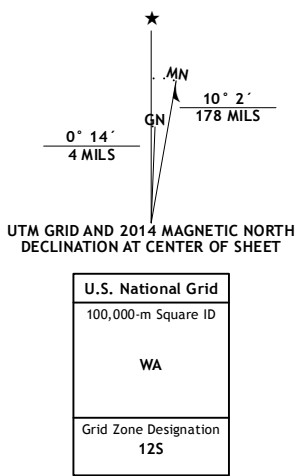 ★
MN
GN
10° 2´
178 MILS
0° 14´
4 MILS
UTM GRID AND 2014 MAGNETIC NORTH
DECLINATION AT CENTER OF SHEET
U.S. National Grid
100,000-m Square ID
WA
Grid Zone Designation
12S